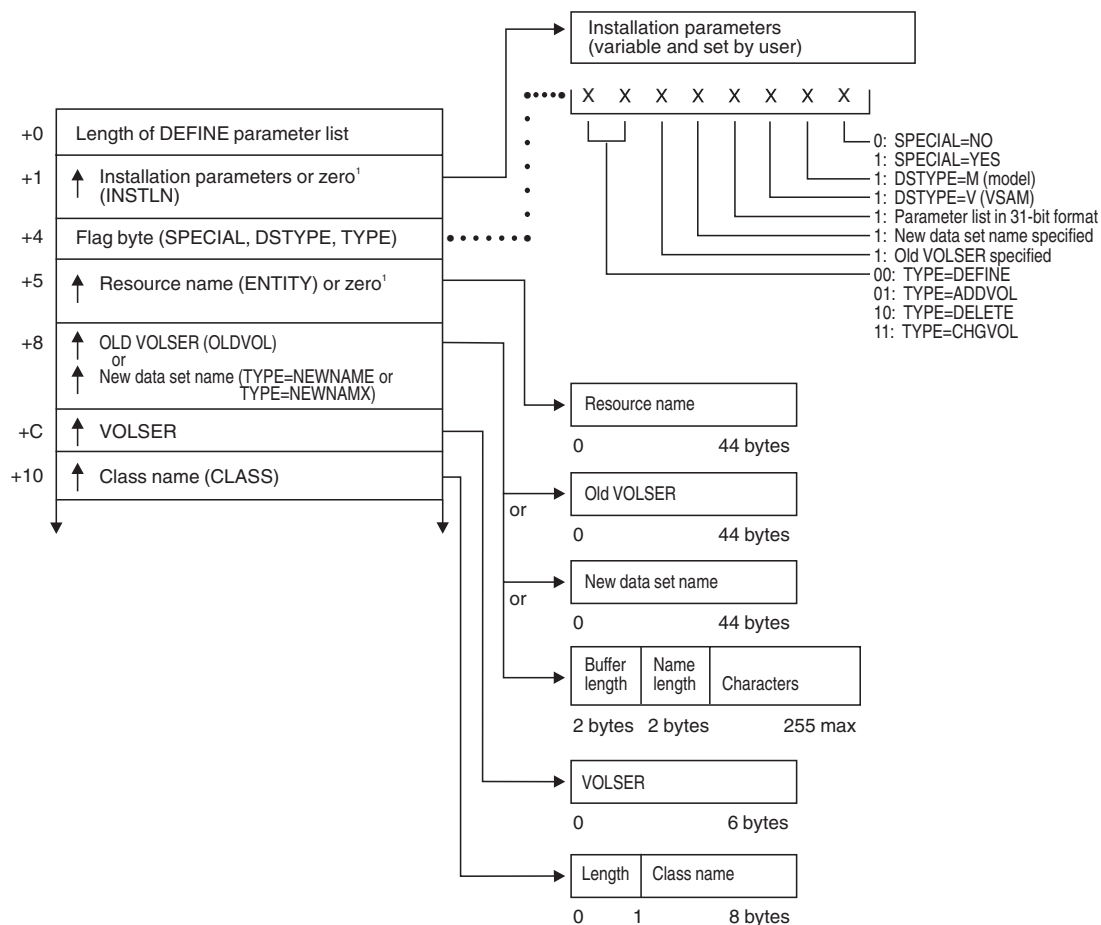 Installation parameters
(variable and set by user)
X X X X X X X X
0: SPECIAL=NO
1: SPECIAL=YES
1: DSTYPE=M (model)
1: DSTYPE=V (VSAM)
1: Parameter list in 31-bit format
1: New data set name specified
1: Old VOLSER specified
00: TYPE=DEFINE
01: TYPE=ADDVOL
10: TYPE=DELETE
11: TYPE=CHGVOL
+0 Length of DEFINE parameter list
+1 Installation parameters or zero¹
(INSTLN)
+4 Flag byte (SPECIAL, DSTYPE, TYPE)
+5 Resource name (ENTITY) or zero¹
+8 OLD VOLSER (OLDVOL)
or
New data set name (TYPE=NEWNAME or
TYPE=NEWNAMX)
+C VOLSER
+10 Class name (CLASS)
Resource name
0 44 bytes
Old VOLSER
or
0 44 bytes
New data set name
or
0 44 bytes
Buffer length
Name length
Characters
2 bytes 2 bytes 255 max
VOLSER
0 6 bytes
Length Class name
0 1 8 bytes